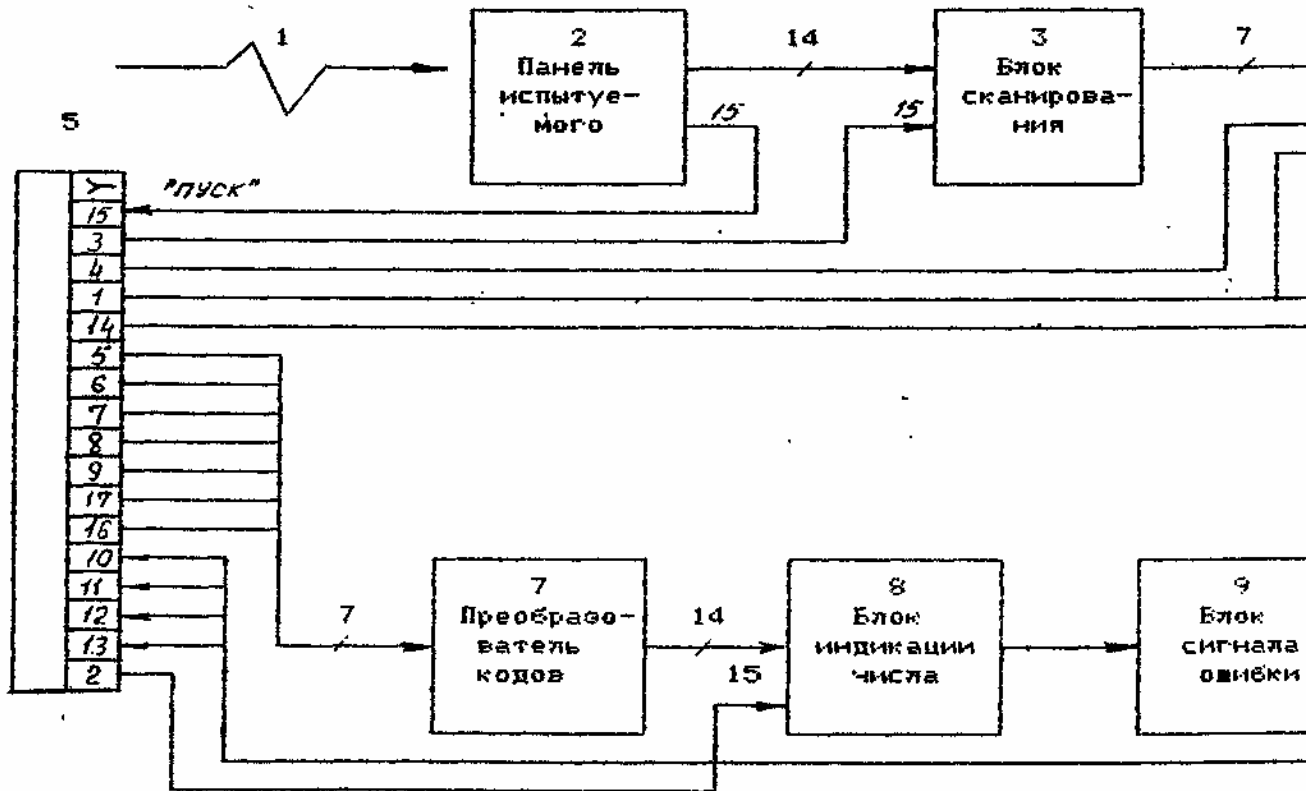 1
2
Панель
испытуе-
мого
14
15
3
Блок
сканирова-
ния
15
7
5
Y
"ПУСК"
15
3
4
1
14
5
6
7
8
9
17
16
10
11
12
13
2
7
7
Преобразо-
ватель
кодов
14
15
8
Блок
индикации
числа
9
Блок
сигнала
ошибки